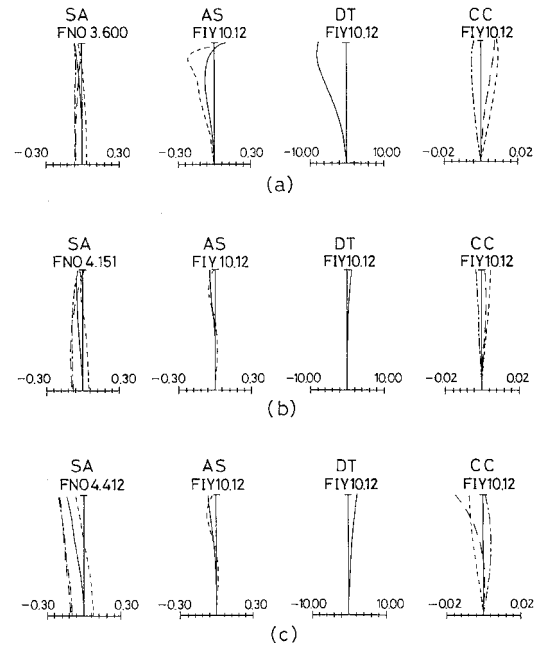 SA AS DT CC
FNO 3.600 FIY10.12 FIY10.12 FIY10.12
-0.30 0.30 -0.30 0.30 -10.00 10.00 -0.02 0.02
(a)
SA AS DT CC
FNO 4.151 FIY10.12 FIY10.12 FIY10.12
-0.30 0.30 -0.30 0.30 -10.00 10.00 -0.02 0.02
(b)
SA AS DT CC
FNO 4.412 FIY10.12 FIY10.12 FIY10.12
-0.30 0.30 -0.30 0.30 -10.00 10.00 -0.02 0.02
(c)